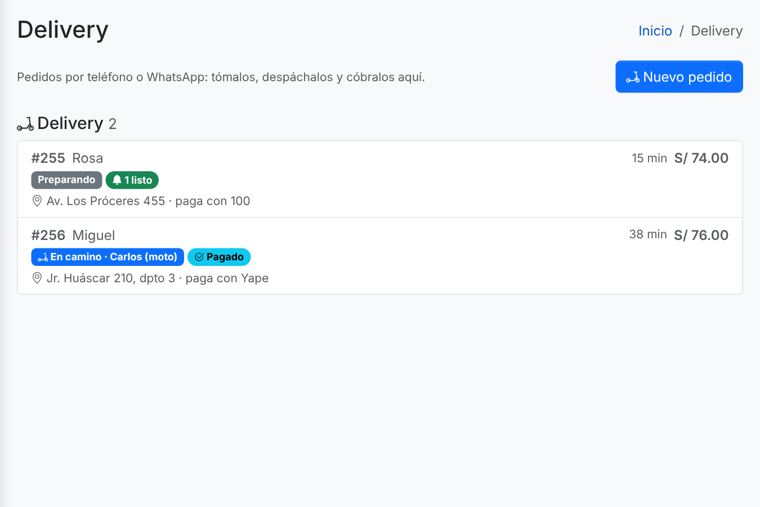 Delivery
Inicio / Delivery
Pedidos por teléfono o WhatsApp: tómalos, despáchalos y cóbralos aquí.
Nuevo pedido
Delivery 2
#255 Rosa
15 min S/ 74.00
Preparando 1 listo
Av. Los Próceres 455 · paga con 100
#256 Miguel
38 min S/ 76.00
En camino · Carlos (moto) Pagado
Jr. Huáscar 210, dpto 3 · paga con Yape